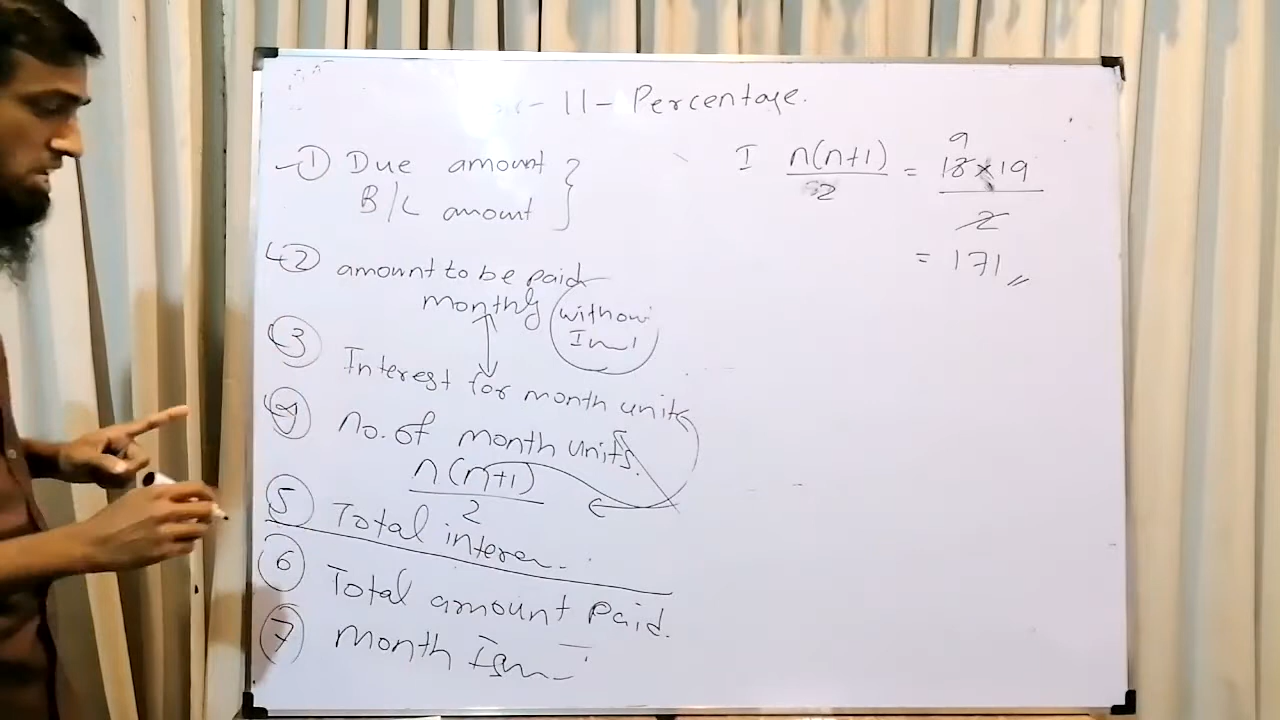 - 11 - Percentage.
① Due amount
B/L amount
② amount to be paid
monthly without
③ Interest for month units
④ No. of month units.
n(n+1)
2
⑤ Total
⑥ Total amount Paid.
⑦ Month
I n(n+1)/2 = 18×19/2
9
= 171